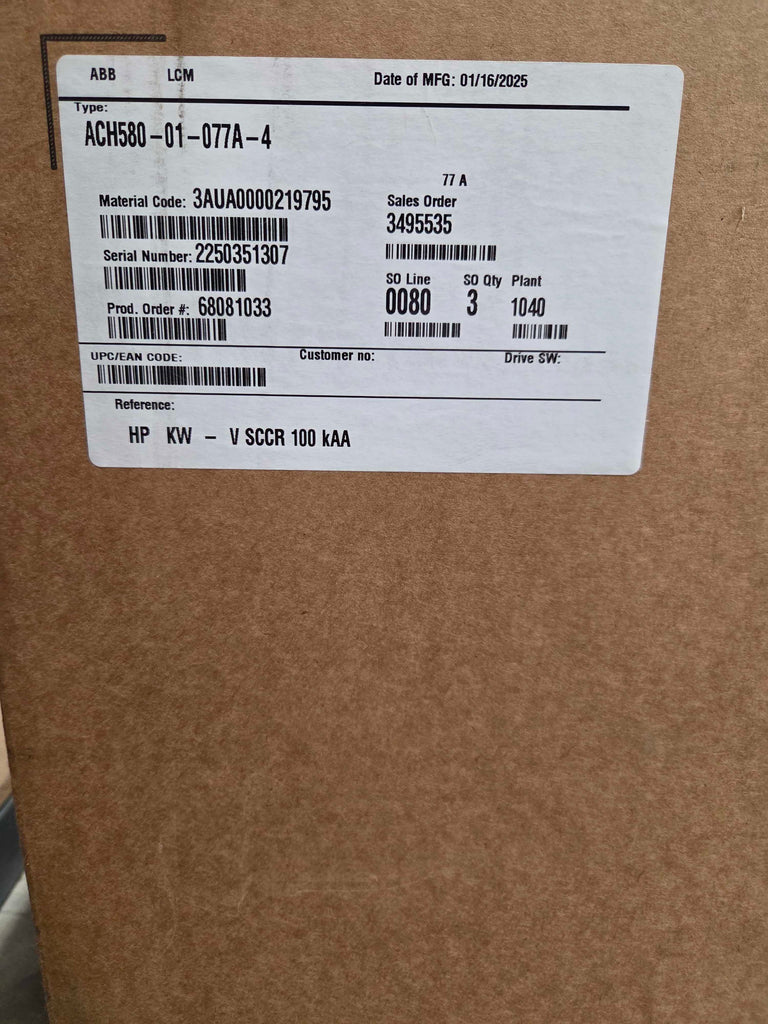 ABB LCM Date of MFG: 01/16/2025
Type:
ACH580-01-077A-4
77 A
Material Code: 3AUA0000219795
Sales Order
3495535
Serial Number: 2250351307
SO Line SO Qty Plant
0080 3 1040
Prod. Order #: 68081033
UPC/EAN CODE: Customer no: Drive SW:
Reference:
HP KW - V SCCR 100 kAA